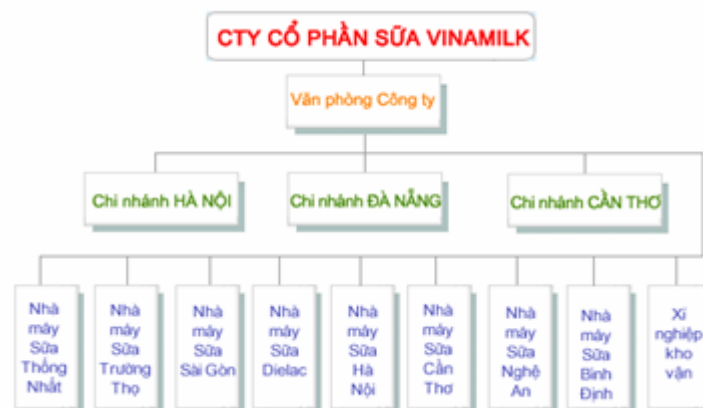 CTY CỔ PHẦN SỮA VINAMILK
Văn phòng Công ty
Chi nhánh HÀ NỘI
Chi nhánh ĐÀ NẴNG
Chi nhánh CẦN THƠ
Nhà
máy
Sữa
Thống
Nhất
Nhà
máy
Sữa
Trường
Thọ
Nhà
máy
Sữa
Sài Gòn
Nhà
máy
Sữa
Dielac
Nhà
máy
Sữa
Hà
Nội
Nhà
máy
Sữa
Cần
Thơ
Nhà
máy
Sữa
Nghệ
An
Nhà
máy
Sữa
Bình
Định
Xí
nghiệp
kho
vận